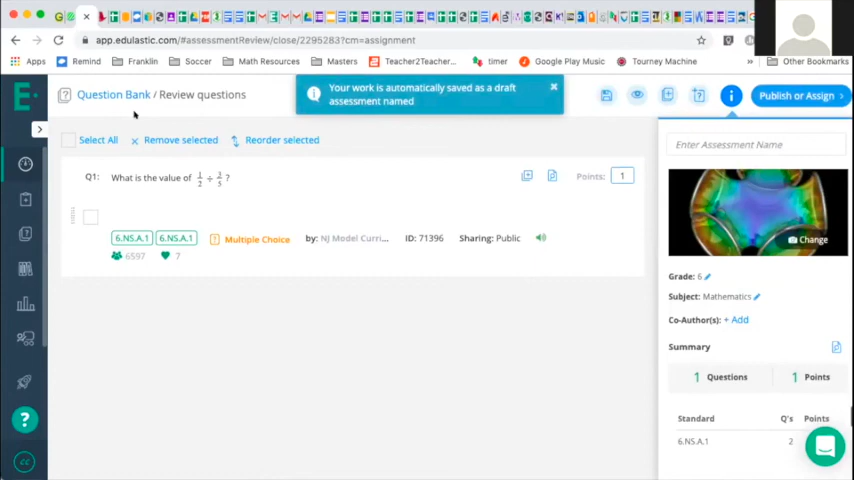 app.edulastic.com/#assessmentReview/close/2295283?cm=assignment
Apps Remind Franklin Soccer Math Resources Masters Teacher2Teacher... timer Google Play Music Tourney Machine Other Bookmarks
Question Bank / Review questions
Your work is automatically saved as a draft
assessment named
Publish or Assign
Select All Remove selected Reorder selected
Enter Assessment Name
Q1: What is the value of 1/2 ÷ 3/5 ? Points: 1
Change
6.NS.A.1 6.NS.A.1 Multiple Choice by: NJ Model Curri... ID: 71396 Sharing: Public
6597 7
Grade: 6
Subject: Mathematics
Co-Author(s): + Add
Summary
1 Questions 1 Points
Standard Q's Points
6.NS.A.1 2